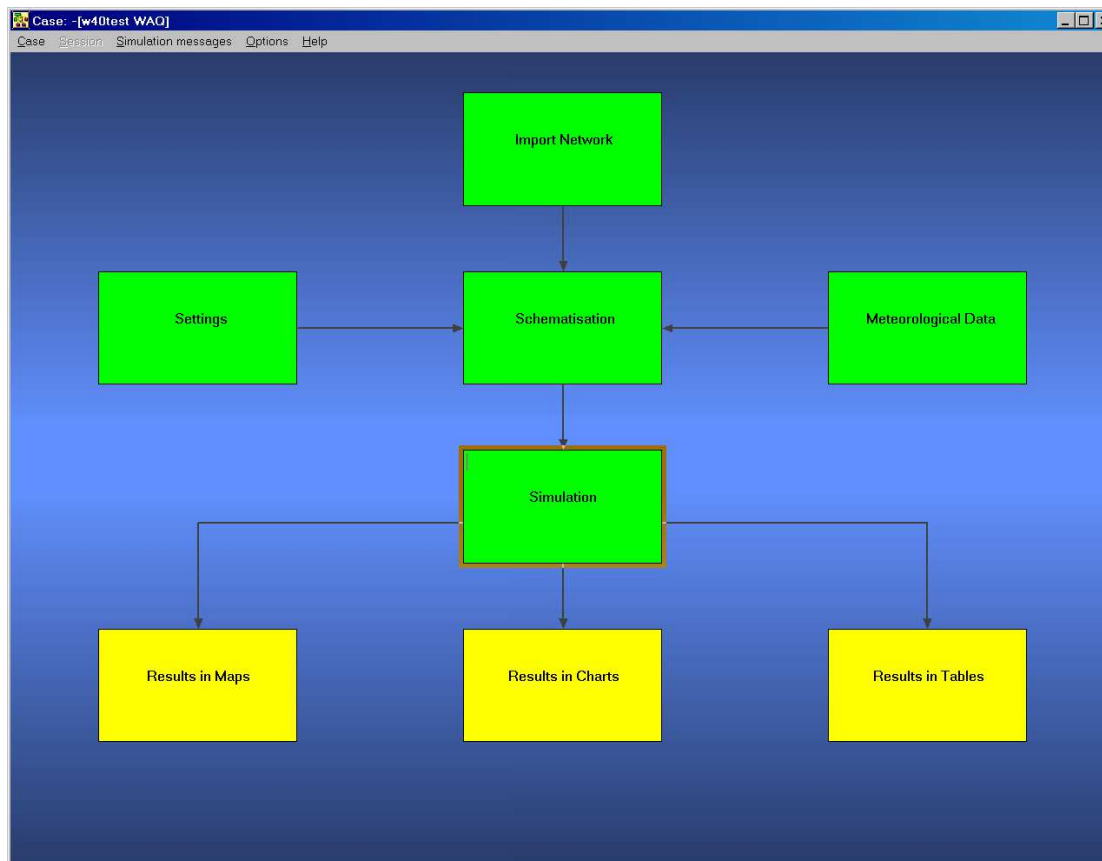 Case: -[w40test WAQ]
Case Session Simulation messages Options Help
Import Network
Settings
Schematisation
Meteorological Data
Simulation
Results in Maps
Results in Charts
Results in Tables